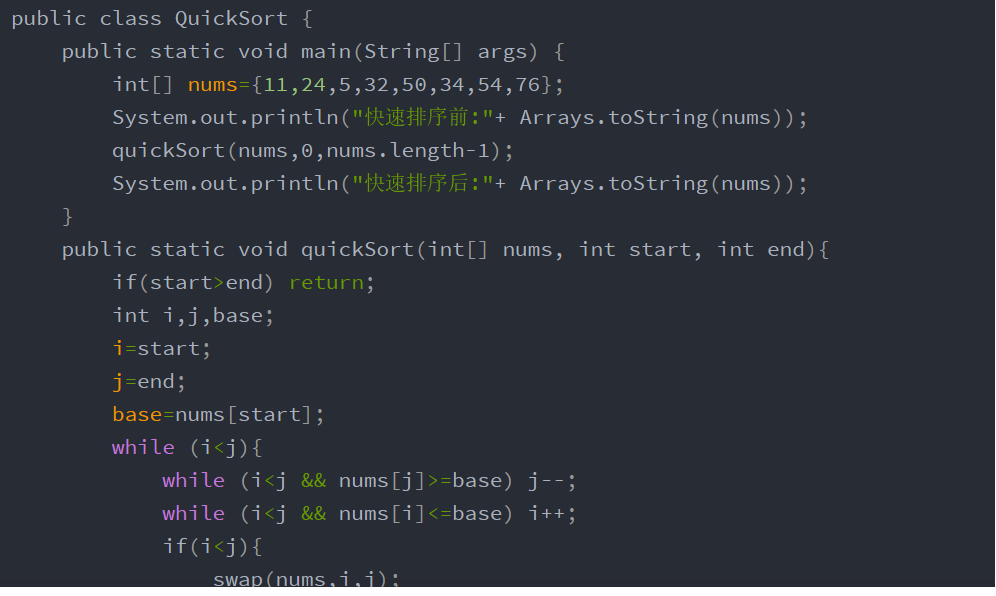 public class QuickSort {
    public static void main(String[] args) {
        int[] nums={11,24,5,32,50,34,54,76};
        System.out.println("快速排序前:"+ Arrays.toString(nums));
        quickSort(nums,0,nums.length-1);
        System.out.println("快速排序后:"+ Arrays.toString(nums));
    }
    public static void quickSort(int[] nums, int start, int end){
        if(start>end) return;
        int i,j,base;
        i=start;
        j=end;
        base=nums[start];
        while (i<j){
            while (i<j && nums[j]>=base) j--;
            while (i<j && nums[i]<=base) i++;
            if(i<j){
                swap(nums,i,j);